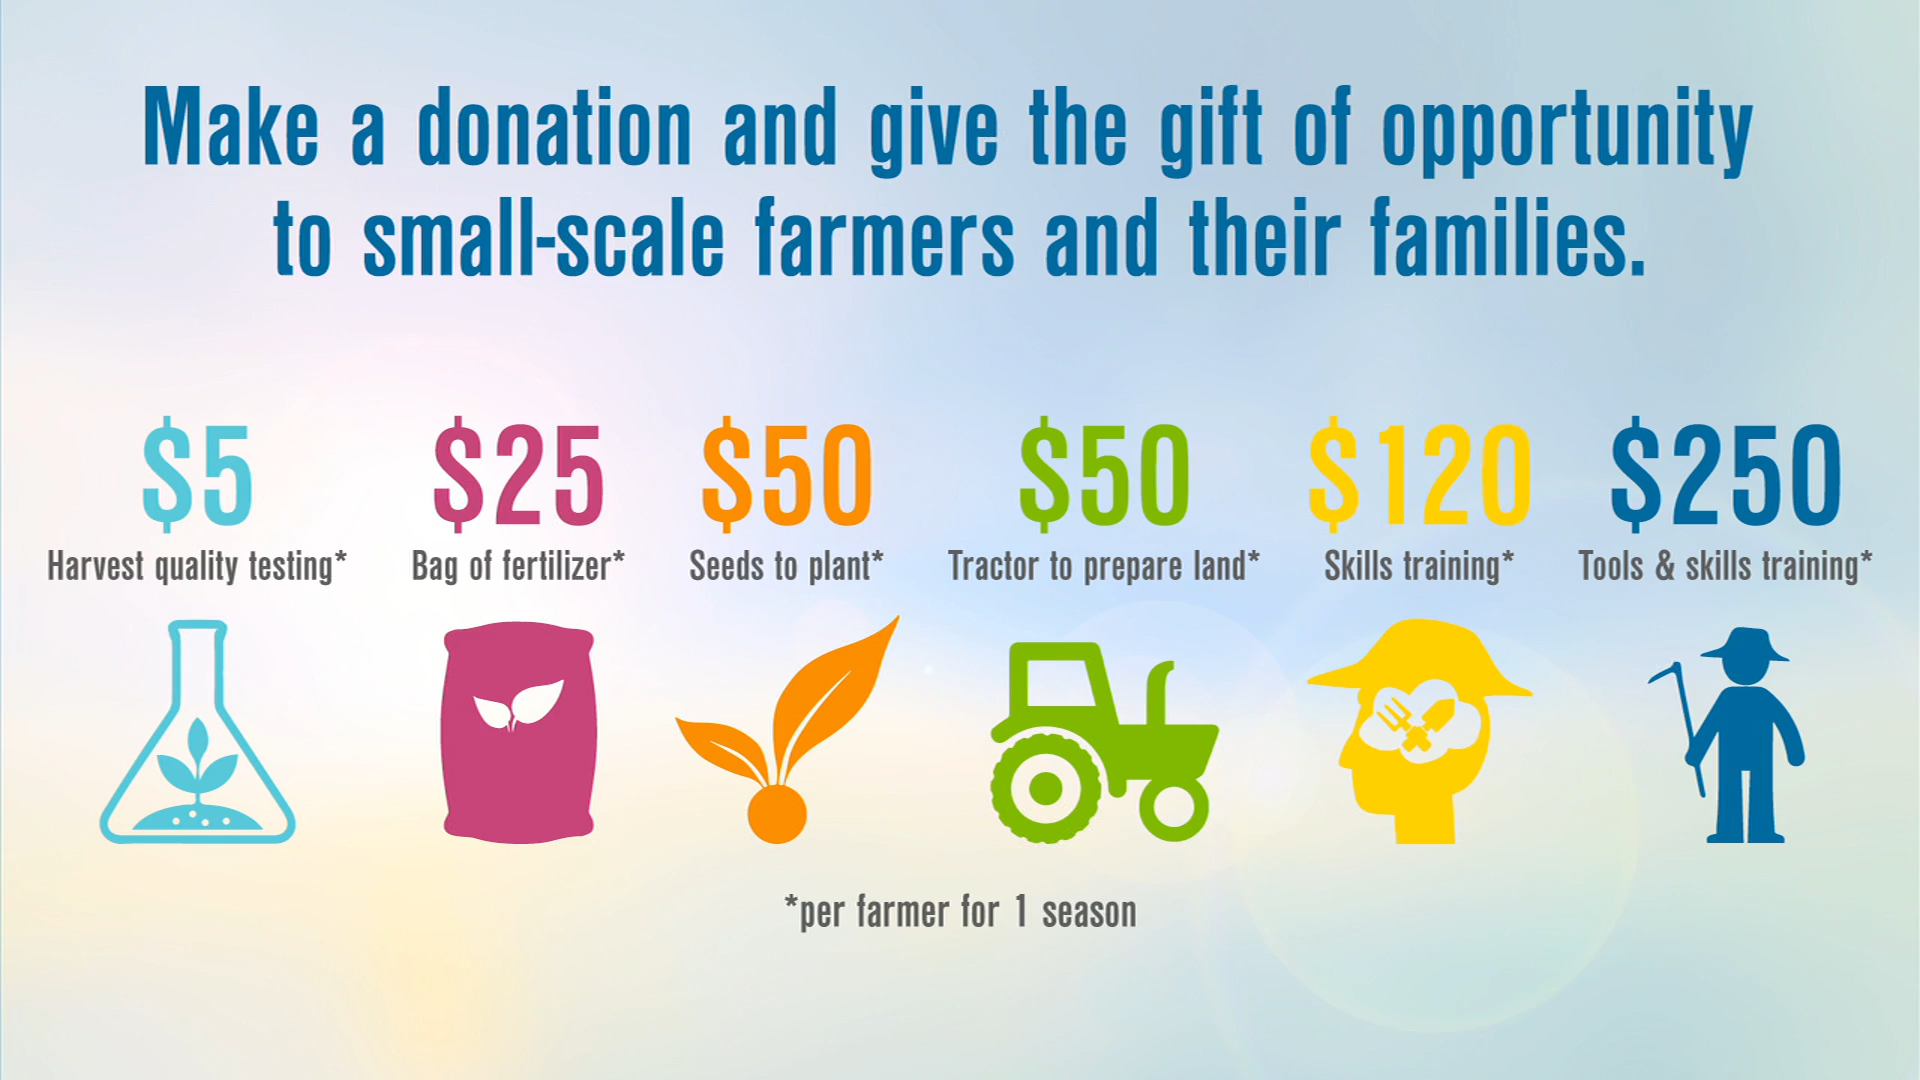 Make a donation and give the gift of opportunity
to small-scale farmers and their families.
$5
Harvest quality testing*
$25
Bag of fertilizer*
$50
Seeds to plant*
$50
Tractor to prepare land*
$120
Skills training*
$250
Tools & skills training*
*per farmer for 1 season